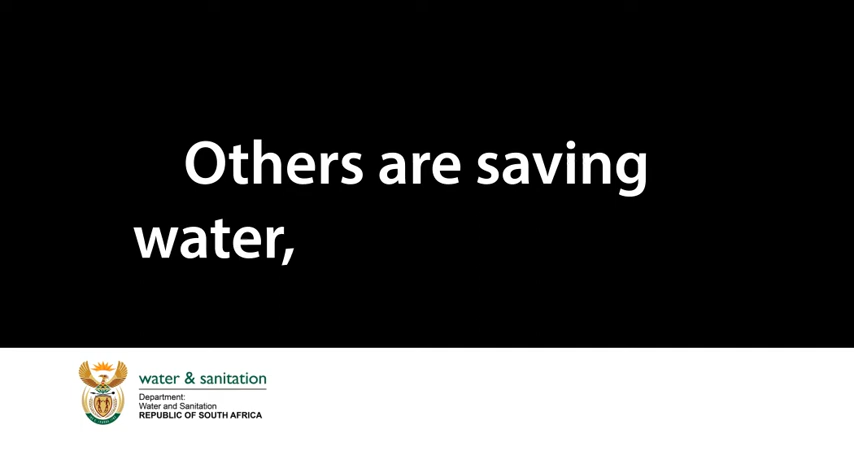 Others are saving
water,
water & sanitation
Department:
Water and Sanitation
REPUBLIC OF SOUTH AFRICA